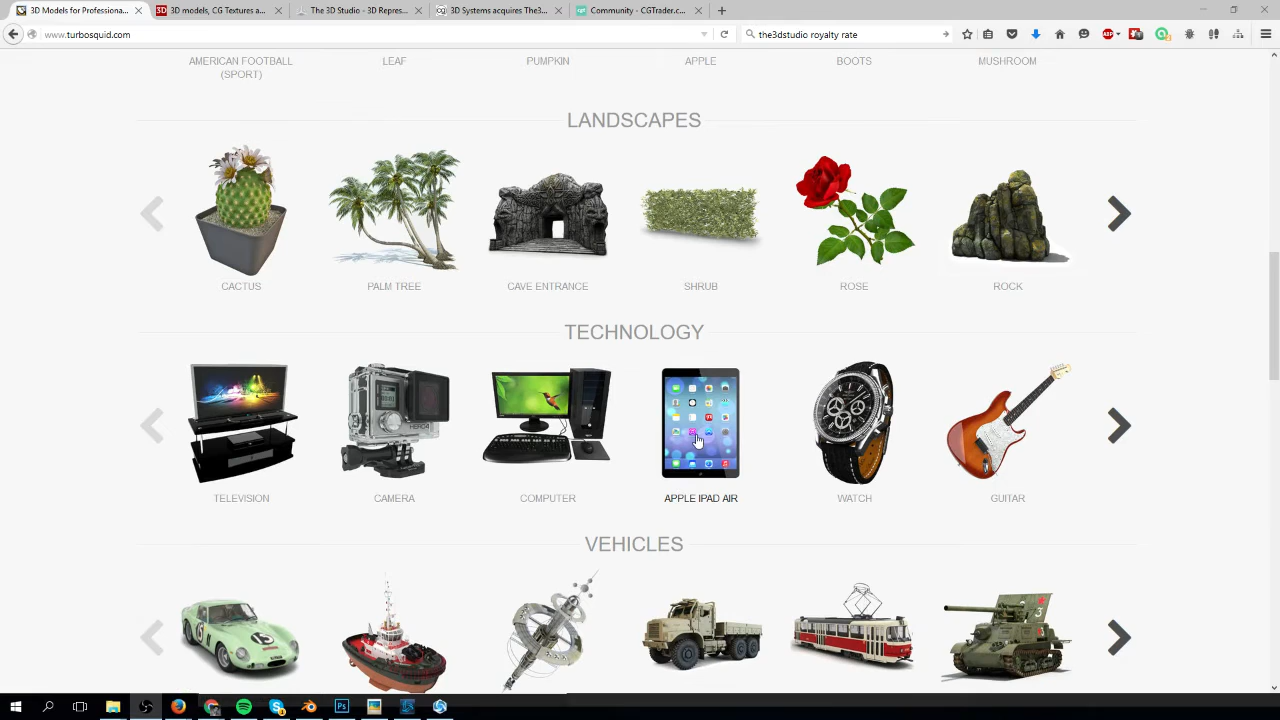 3D Models for Professiona...
3D models, CG Textures a...
The 3D Studio - 3D Repres...
3D Systems acquires The3...
Community - CGTrader.c...
www.turbosquid.com
the3dstudio royalty rate
AMERICAN FOOTBALL (SPORT)
LEAF
PUMPKIN
APPLE
BOOTS
MUSHROOM
LANDSCAPES
CACTUS
PALM TREE
CAVE ENTRANCE
SHRUB
ROSE
ROCK
TECHNOLOGY
TELEVISION
CAMERA
COMPUTER
APPLE IPAD AIR
WATCH
GUITAR
VEHICLES